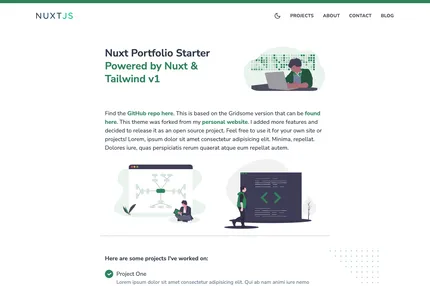 NUXTJS
PROJECTS ABOUT CONTACT BLOG
Nuxt Portfolio Starter
Powered by Nuxt &
Tailwind v1
Find the GitHub repo here. This is based on the Gridsome version that can be found
here. This theme was forked from my personal website. I added more features and
decided to release it as an open source project. Feel free to use it for your own site or
projects! Lorem, ipsum dolor sit amet consectetur adipisicing elit. Minima, repellat.
Dolores iure, quas perspiciatis rerum quaerat atque eum repellat autem.
Here are some projects I've worked on:
Project One
Lorem ipsum dolor sit amet consectetur adipisicing elit. Qui ab nam animi iure nemo